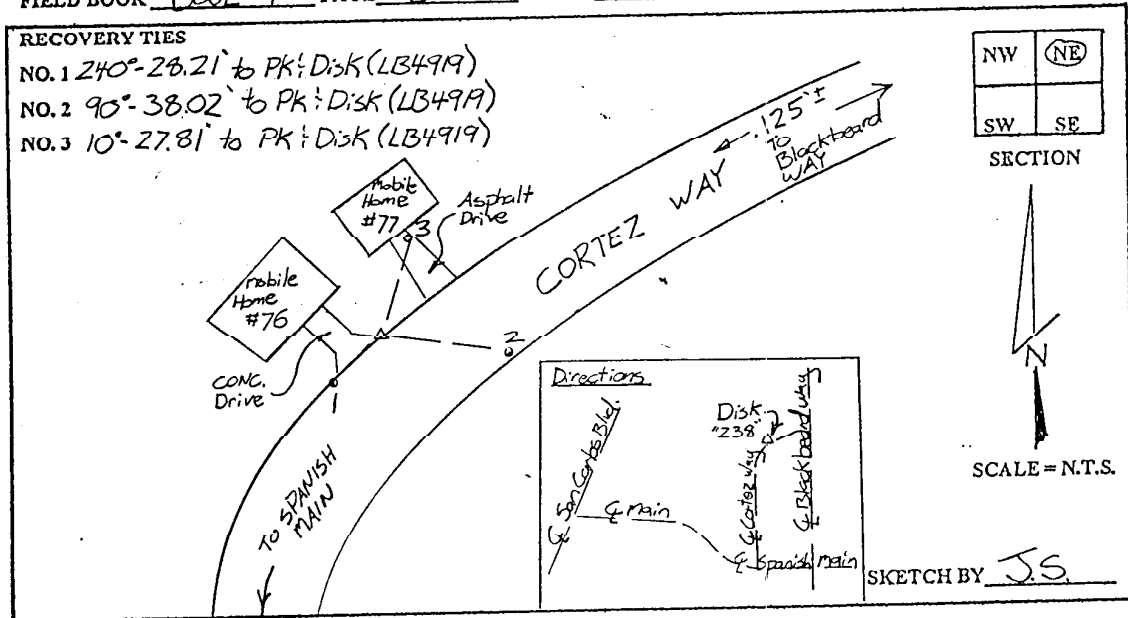 FIELD BOOK
RECOVERY TIES
NO. 1 240°-28.21' to PK & Disk (LB4919)
NO. 2 90°-38.02' to PK & Disk (LB4919)
NO. 3 10°-27.81' to PK & Disk (LB4919)
NW NE
SW SE
SECTION
125'±
TO
Blackbeard
WAY
CORTEZ WAY
Mobile
Home
#77
3
Asphalt
Drive
Mobile
Home
#76
2
CONC.
Drive
TO SPANISH
MAIN
N
SCALE = N.T.S.
Directions
℄ San Carlos Blvd.
℄ Main
Disk
"238"
℄ Cortez Way
℄ Blackbeard Way
℄ Spanish Main
SKETCH BY J.S.